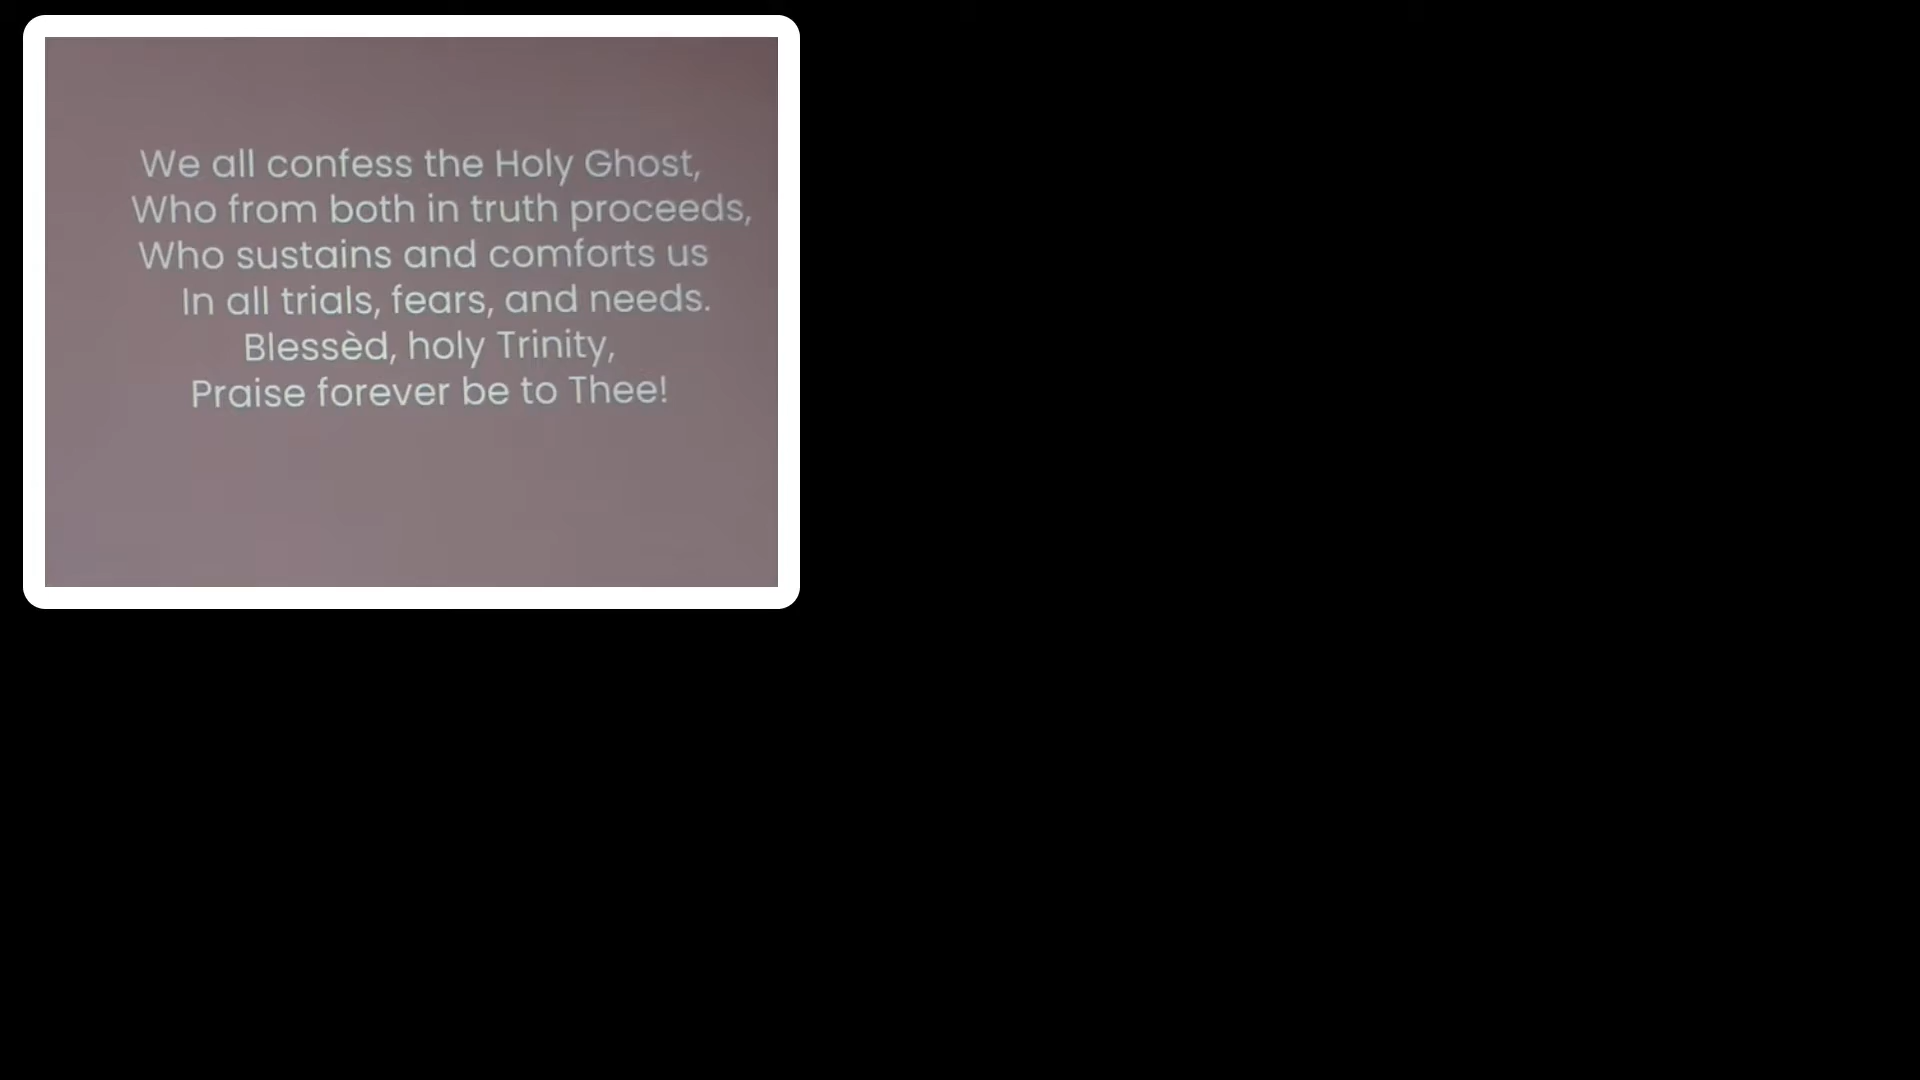 We all confess the Holy Ghost,
Who from both in truth proceeds,
Who sustains and comforts us
In all trials, fears, and needs.
Blessèd, holy Trinity,
Praise forever be to Thee!